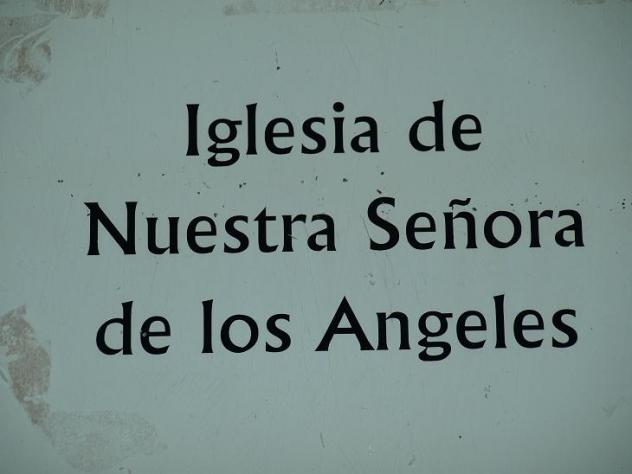 Iglesia de
Nuestra Señora
de los Angeles